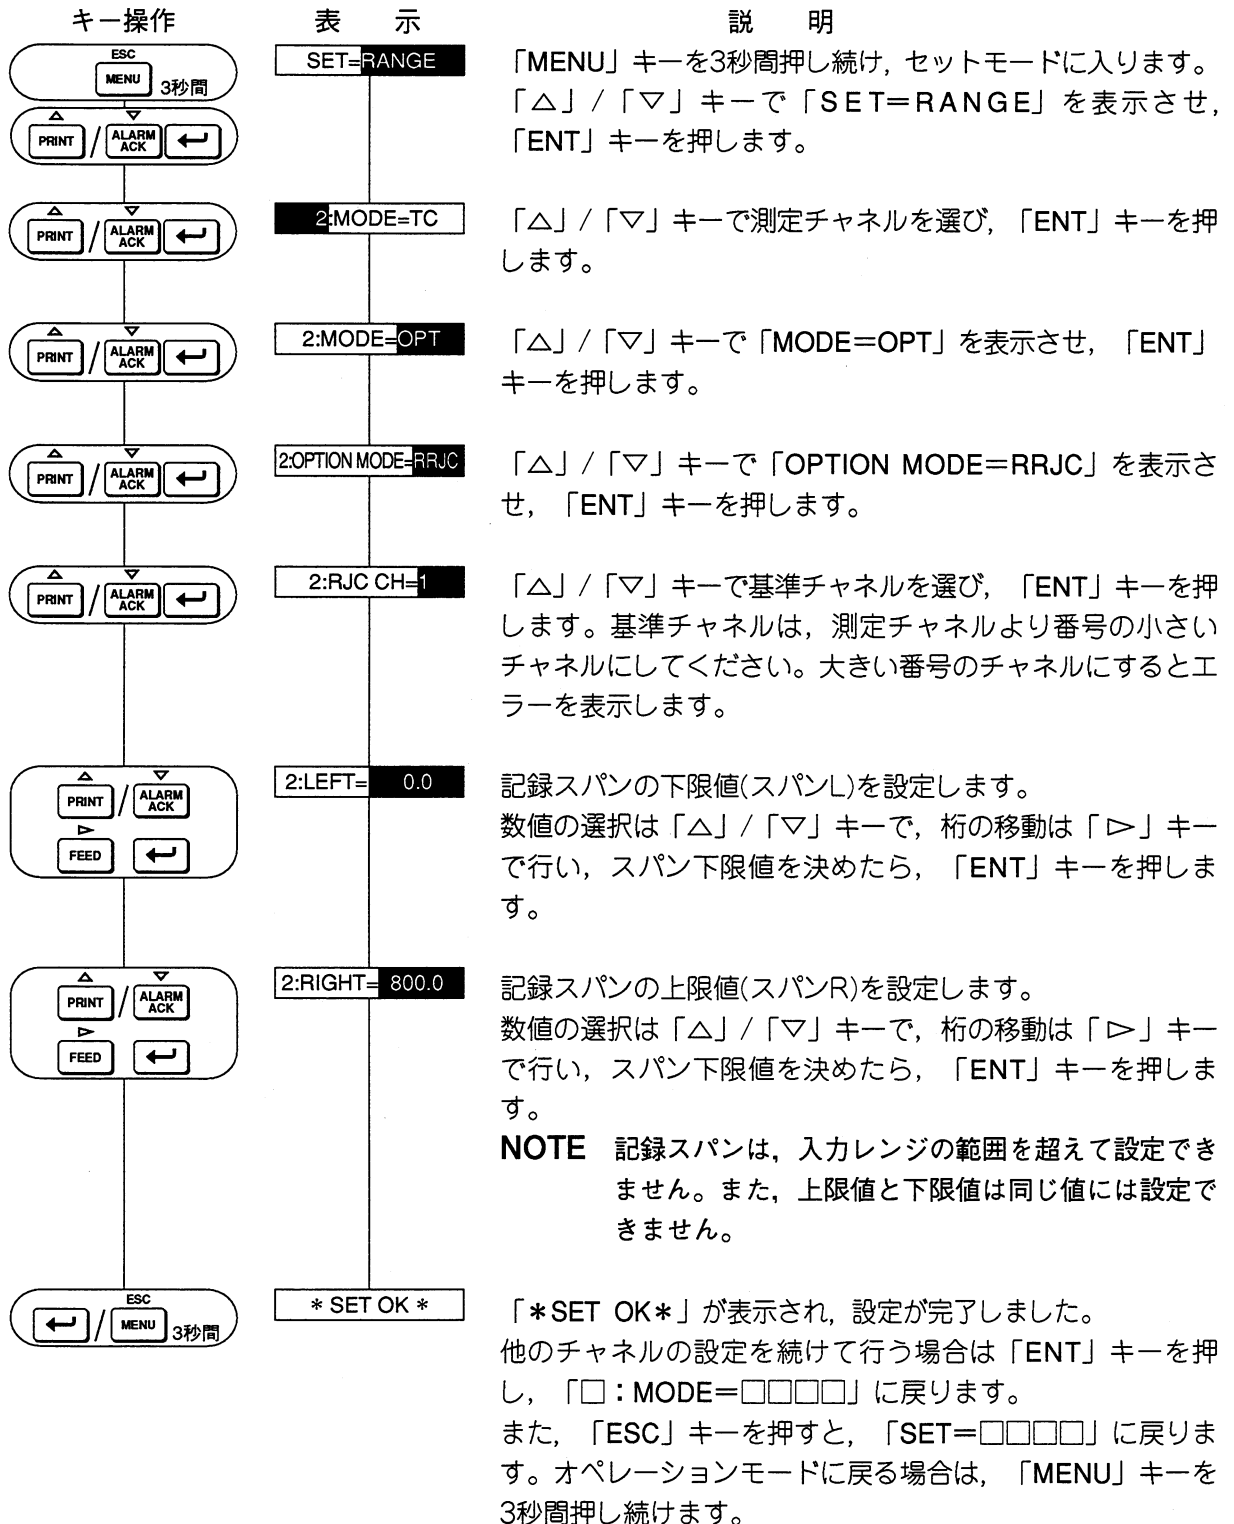 キー操作 表 示 説 明
ESC
MENU 3秒間
SET=RANGE
「MENU」キーを3秒間押し続け，セットモードに入ります。
△ ▽
PRINT / ALARM ACK ↵
「△」/「▽」キーで「SET=RANGE」を表示させ，
「ENT」キーを押します。
△ ▽
PRINT / ALARM ACK ↵
2:MODE=TC
「△」/「▽」キーで測定チャネルを選び，「ENT」キーを押
します。
△ ▽
PRINT / ALARM ACK ↵
2:MODE=OPT
「△」/「▽」キーで「MODE=OPT」を表示させ，「ENT」
キーを押します。
△ ▽
PRINT / ALARM ACK ↵
2:OPTION MODE=RRJC
「△」/「▽」キーで「OPTION MODE=RRJC」を表示さ
せ，「ENT」キーを押します。
△ ▽
PRINT / ALARM ACK ↵
2:RJC CH=1
「△」/「▽」キーで基準チャネルを選び，「ENT」キーを押
します。基準チャネルは，測定チャネルより番号の小さい
チャネルにしてください。大きい番号のチャネルにするとエ
ラーを表示します。
△ ▽
PRINT / ALARM ACK
▷
FEED ↵
2:LEFT= 0.0
記録スパンの下限値(スパンL)を設定します。
数値の選択は「△」/「▽」キーで，桁の移動は「▷」キー
で行い，スパン下限値を決めたら，「ENT」キーを押しま
す。
△ ▽
PRINT / ALARM ACK
▷
FEED ↵
2:RIGHT= 800.0
記録スパンの上限値(スパンR)を設定します。
数値の選択は「△」/「▽」キーで，桁の移動は「▷」キー
で行い，スパン下限値を決めたら，「ENT」キーを押しま
す。
NOTE 記録スパンは，入力レンジの範囲を超えて設定でき
ません。また，上限値と下限値は同じ値には設定で
きません。
ESC
↵ / MENU 3秒間
＊SET OK＊
「＊SET OK＊」が表示され，設定が完了しました。
他のチャネルの設定を続けて行う場合は「ENT」キーを押
し，「□：MODE=□□□□」に戻ります。
また，「ESC」キーを押すと，「SET=□□□□」に戻りま
す。オペレーションモードに戻る場合は，「MENU」キーを
3秒間押し続けます。